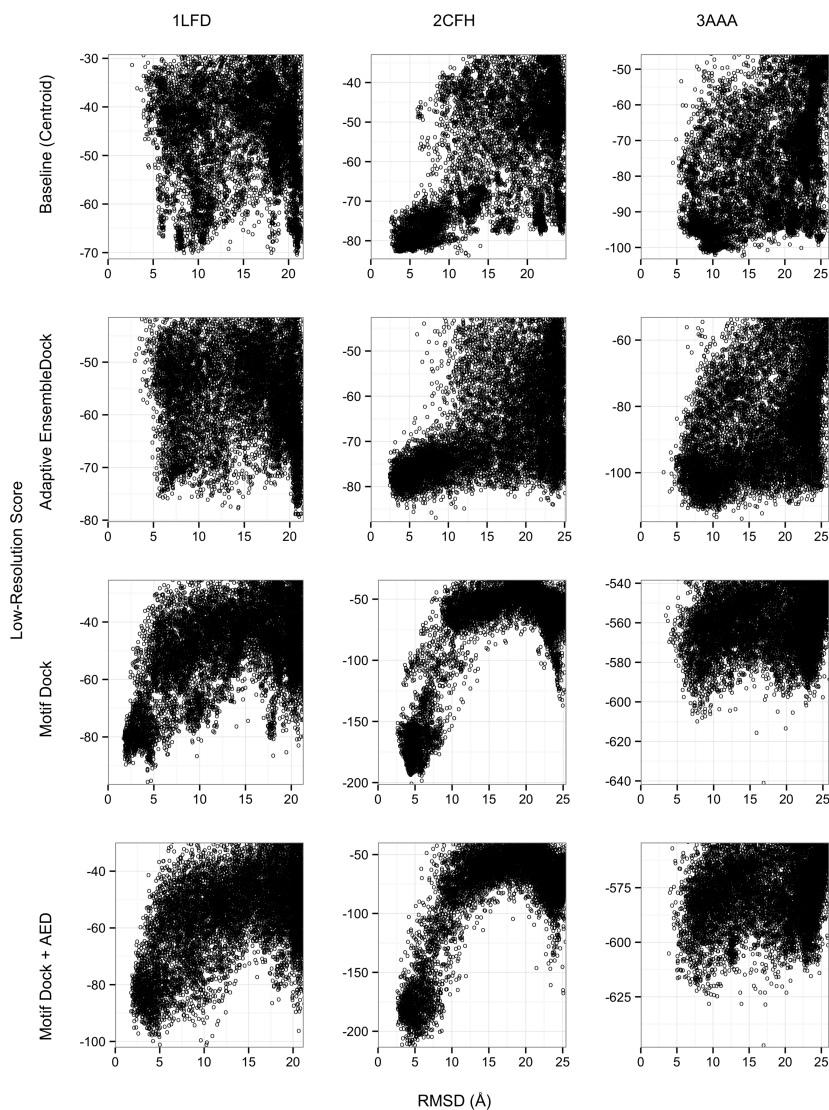 1LFD 2CFH 3AAA
Baseline (Centroid)
-30
-40
-50
-60
-70
0 5 10 15 20
-40
-50
-60
-70
-80
0 5 10 15 20 25
-50
-60
-70
-80
-90
-100
0 5 10 15 20 25
Adaptive EnsembleDock
-50
-60
-70
-80
0 5 10 15 20
-50
-60
-70
-80
0 5 10 15 20 25
-60
-80
-100
0 5 10 15 20 25
Low-Resolution Score
Motif Dock
-40
-60
-80
0 5 10 15 20
-50
-100
-150
-200
0 5 10 15 20 25
-540
-560
-580
-600
-620
-640
0 5 10 15 20 25
Motif Dock + AED
-40
-60
-80
-100
0 5 10 15 20
-50
-100
-150
-200
0 5 10 15 20 25
-575
-600
-625
0 5 10 15 20 25
RMSD (Å)